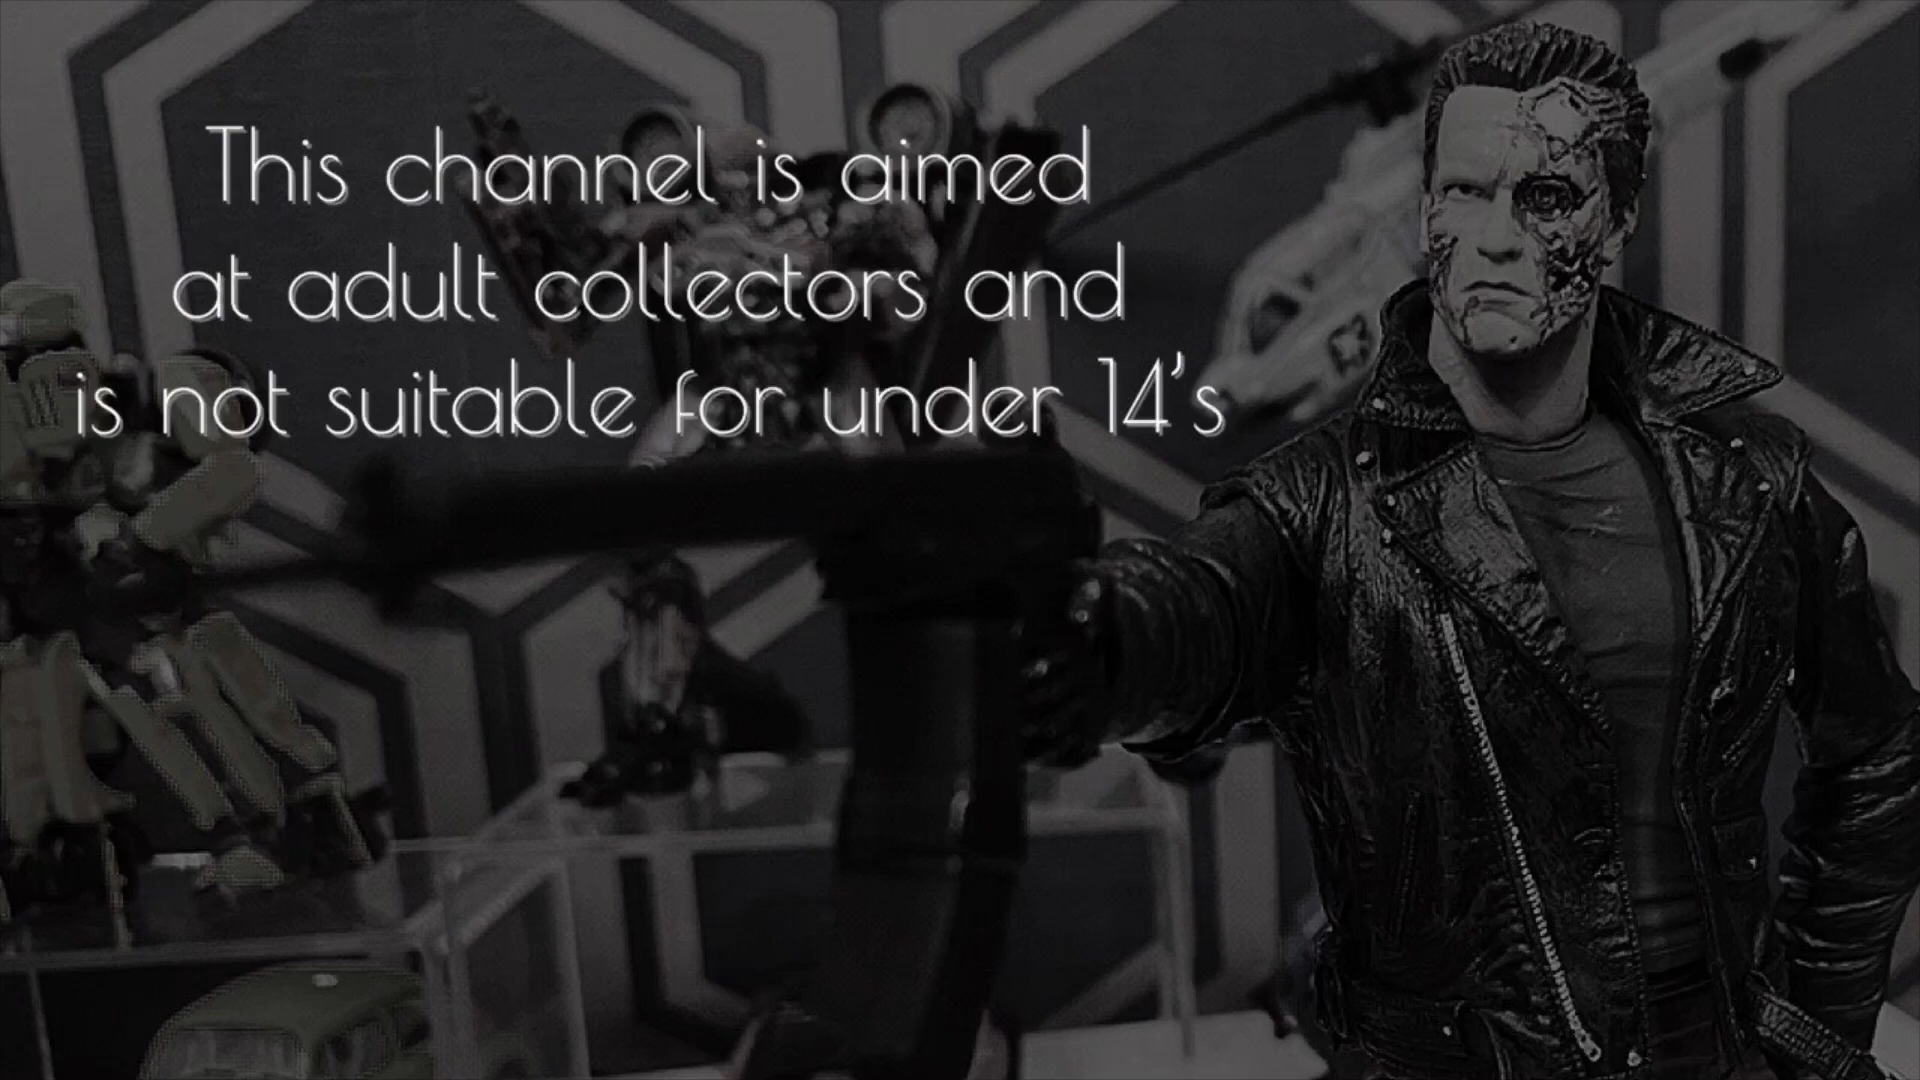 This channel is aimed
at adult collectors and
is not suitable for under 14's